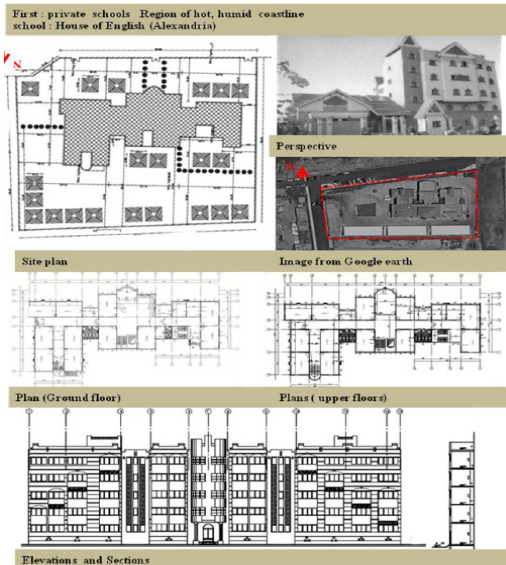 First : private schools Region of hot, humid coastline
school : House of English (Alexandria)
N
Perspective
N
Site plan
Image from Google earth
Plan (Ground floor)
Plans ( upper floors)
Elevations and Sections